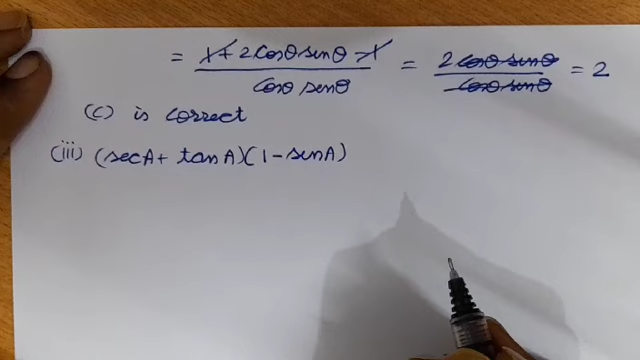 = 1+2cosθ sinθ-1 / cosθ sinθ = 2 cosθ sinθ / cosθ sinθ = 2
(c) is correct
(iii) (secA+ tanA)(1-sinA)